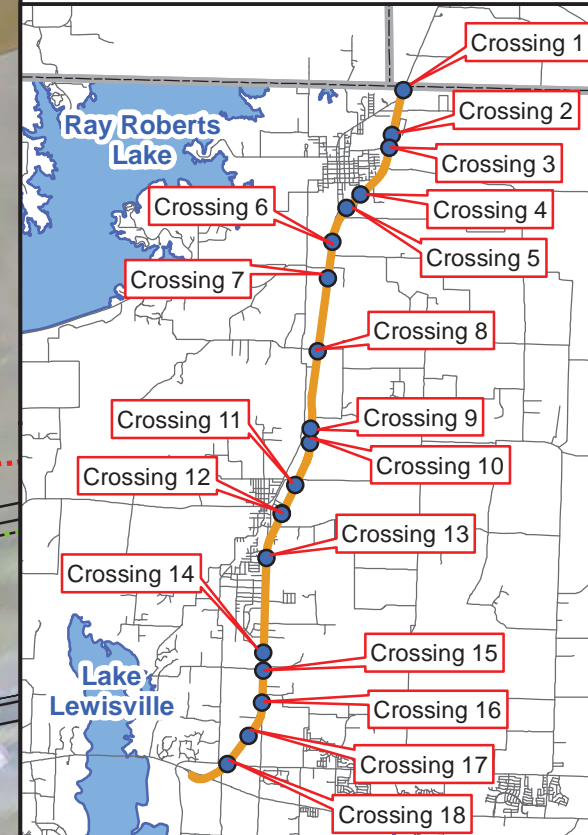 Crossing 1
Crossing 2
Ray Roberts
Lake
Crossing 3
Crossing 4
Crossing 6
Crossing 5
Crossing 7
Crossing 8
Crossing 11
Crossing 9
Crossing 10
Crossing 12
Crossing 13
Crossing 14
Crossing 15
Lake
Lewisville
Crossing 16
Crossing 17
Crossing 18